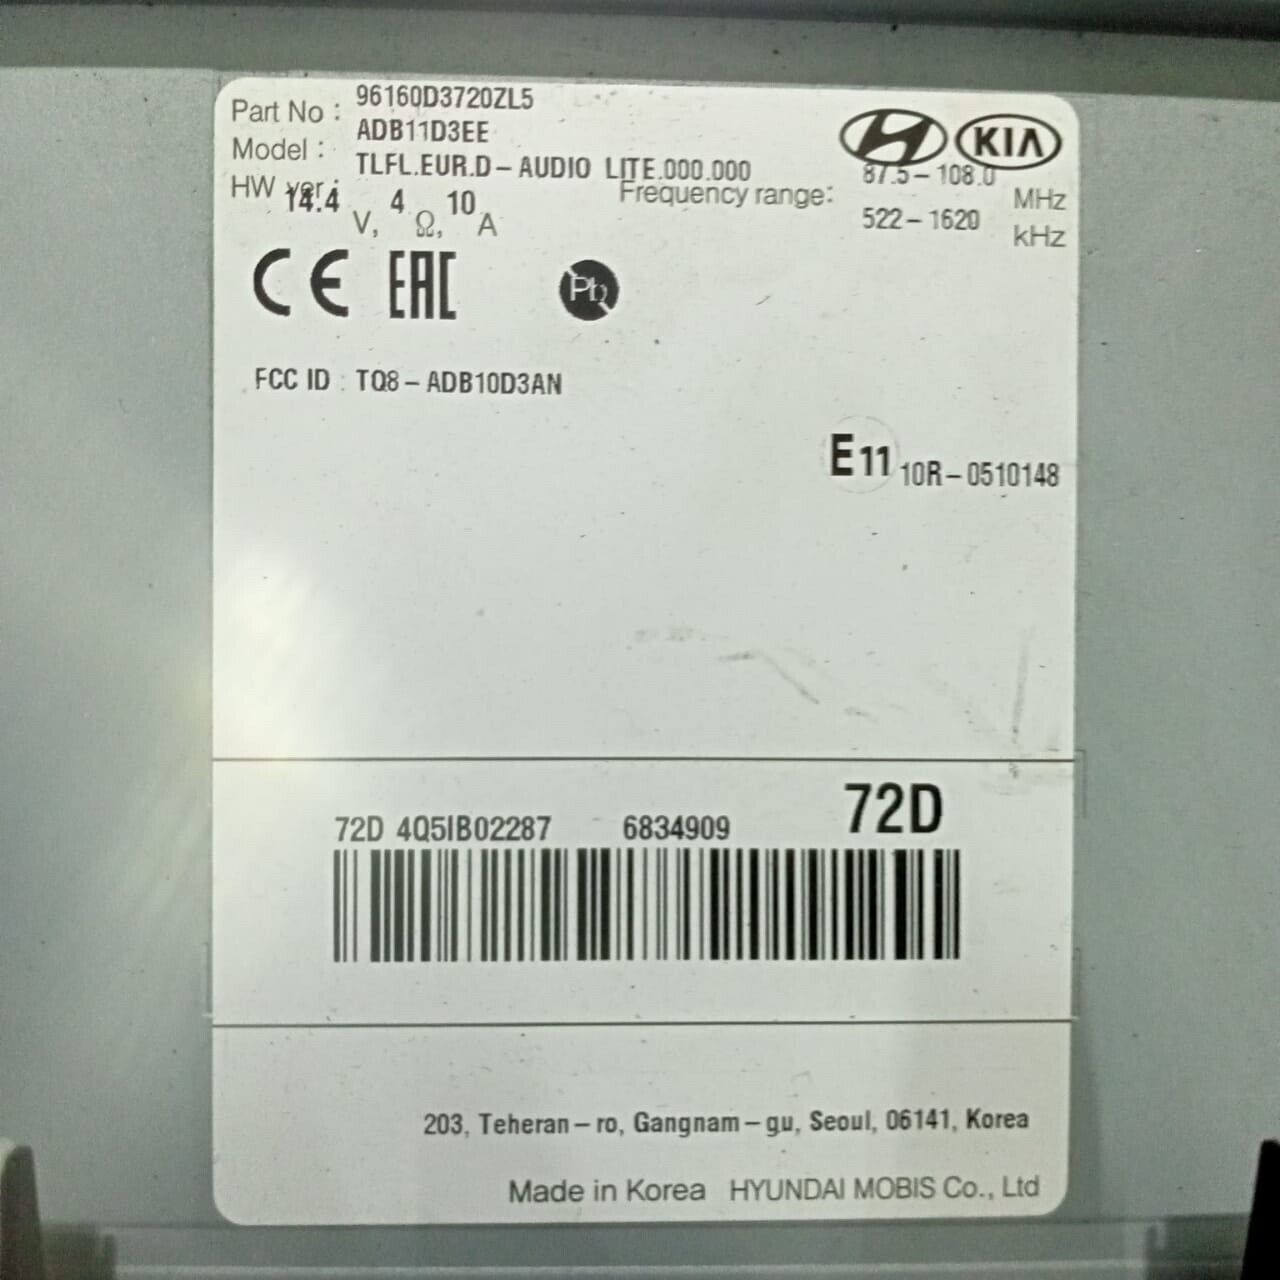 Part No : 96160D3720ZL5
Model : ADB11D3EE
HW ver : TLFL.EUR.D-AUDIO LITE.000.000
14.4 V, 4 Ω, 10 A
HYUNDAI KIA
Frequency range: 87.5-108.0 MHz
522-1620 kHz
CE EAC Pb
FCC ID : TQ8-ADB10D3AN
E11 10R-0510148
72D 4Q5IB02287 6834909 72D
203, Teheran-ro, Gangnam-gu, Seoul, 06141, Korea
Made in Korea HYUNDAI MOBIS Co., Ltd